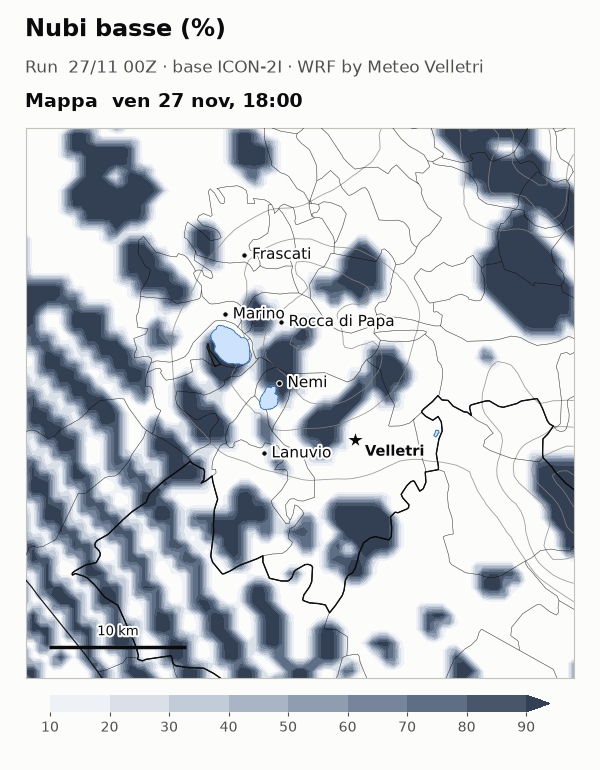 Nubi basse (%)
Run  27/11 00Z · base ICON-2I · WRF by Meteo Velletri
Mappa  ven 27 nov, 18:00
Frascati
Marino
Rocca di Papa
Nemi
Velletri
Lanuvio
10 km
10 20 30 40 50 60 70 80 90